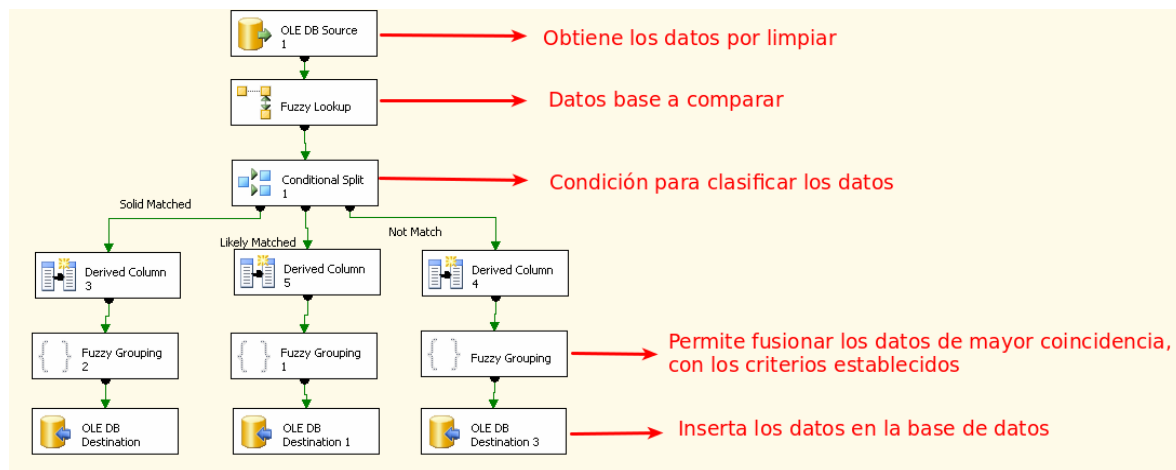 OLE DB Source
1
Obtiene los datos por limpiar
Fuzzy Lookup
Datos base a comparar
Conditional Split
1
Condición para clasificar los datos
Solid Matched
Likely Matched
Not Match
Derived Column
3
Derived Column
5
Derived Column
4
Fuzzy Grouping
2
Fuzzy Grouping
1
Fuzzy Grouping
Permite fusionar los datos de mayor coincidencia,
con los criterios establecidos
OLE DB
Destination
OLE DB
Destination 1
OLE DB
Destination 3
Inserta los datos en la base de datos